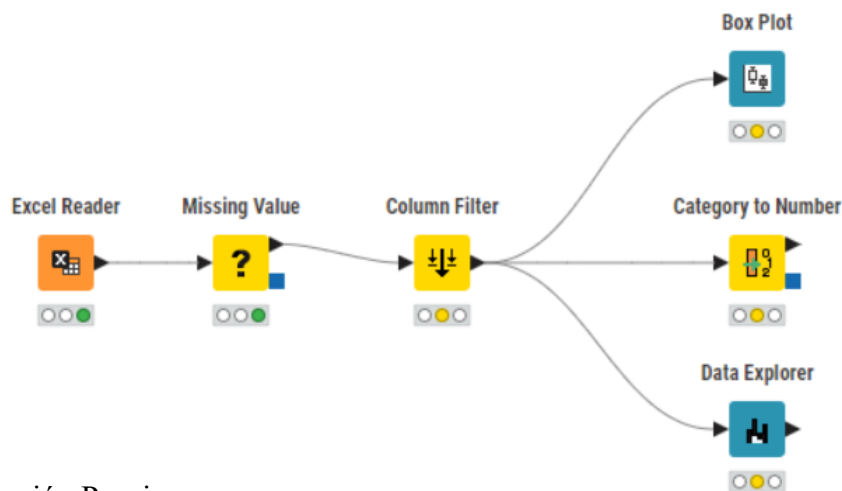 Box Plot
Excel Reader
Missing Value
Column Filter
Category to Number
Data Explorer